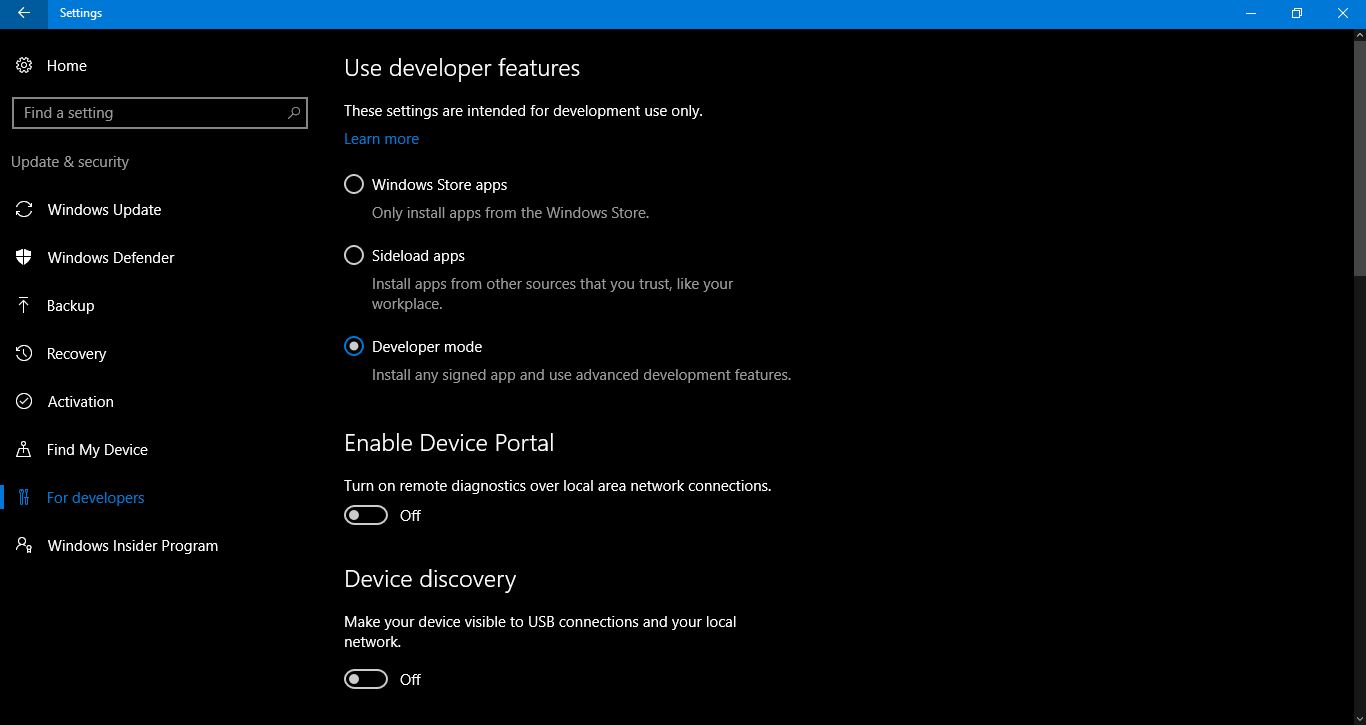 Settings
Home
Find a setting
Update & security
Windows Update
Windows Defender
Backup
Recovery
Activation
Find My Device
For developers
Windows Insider Program
Use developer features
These settings are intended for development use only.
Learn more
Windows Store apps
Only install apps from the Windows Store.
Sideload apps
Install apps from other sources that you trust, like your
workplace.
Developer mode
Install any signed app and use advanced development features.
Enable Device Portal
Turn on remote diagnostics over local area network connections.
Off
Device discovery
Make your device visible to USB connections and your local
network.
Off